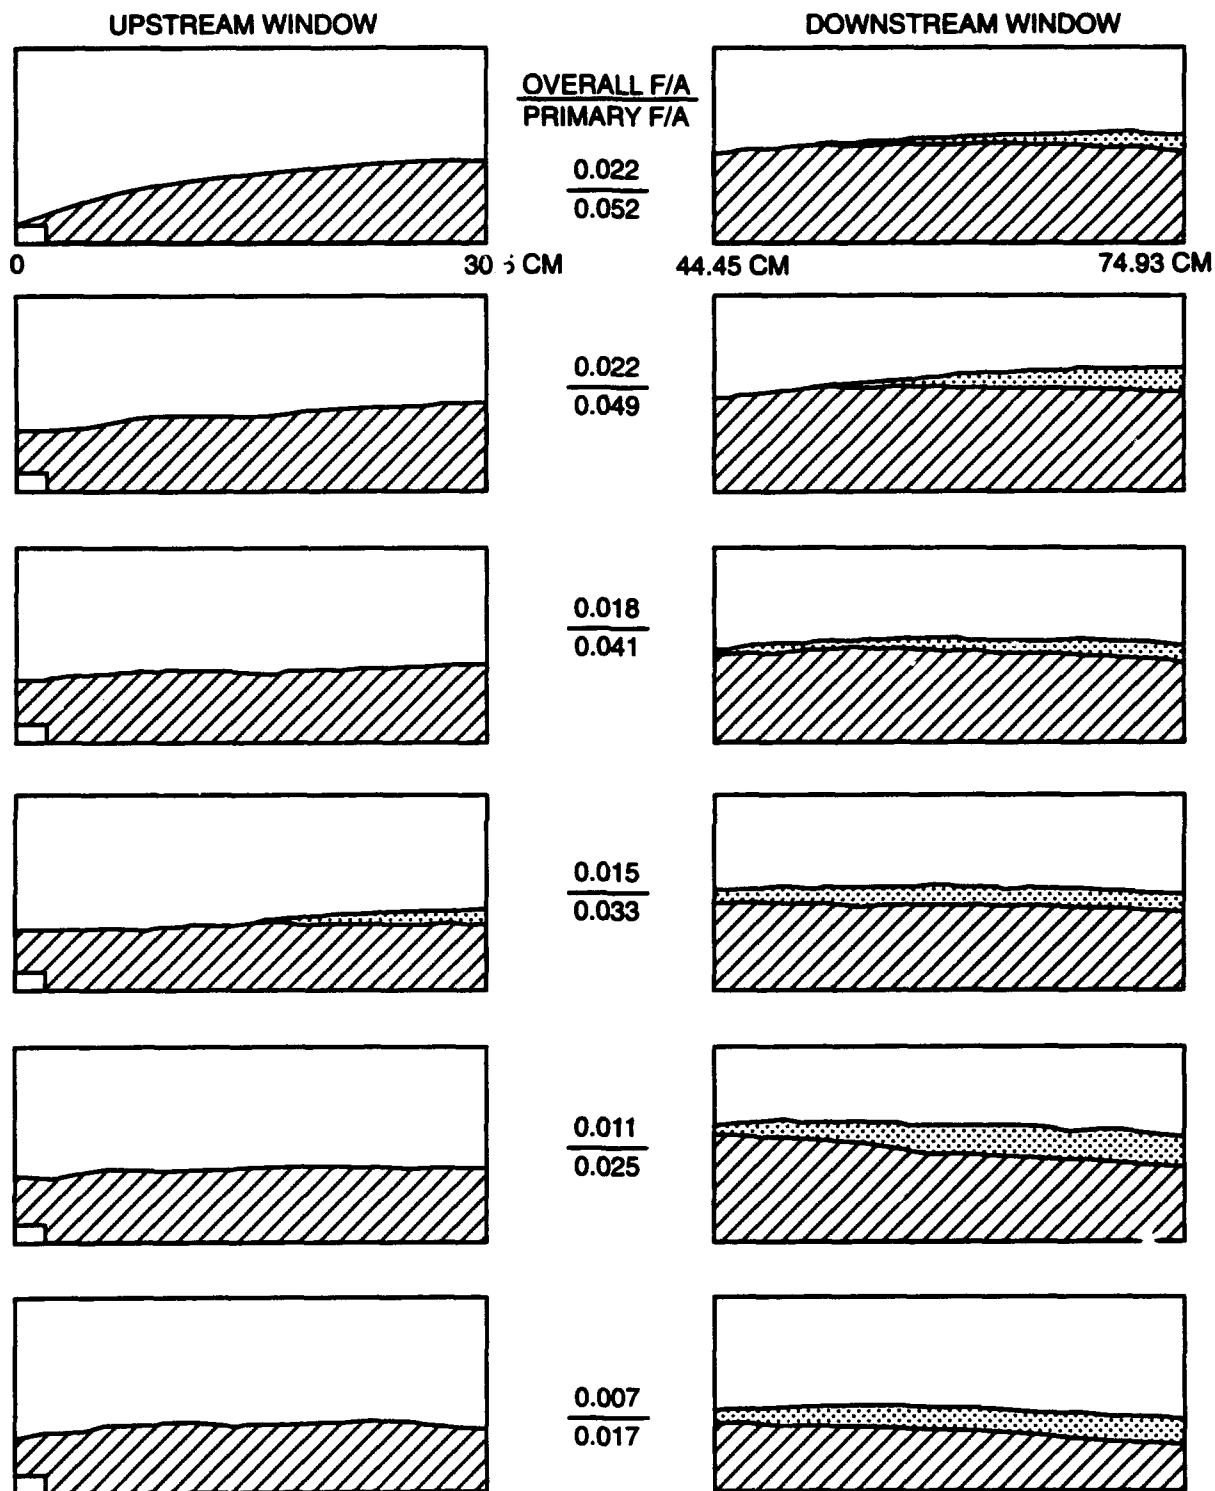 UPSTREAM WINDOW
DOWNSTREAM WINDOW
OVERALL F/A
PRIMARY F/A
0.022
0.052
0
CM
44.45 CM
74.93 CM
0.022
0.049
0.018
0.041
0.015
0.033
0.011
0.025
0.007
0.017